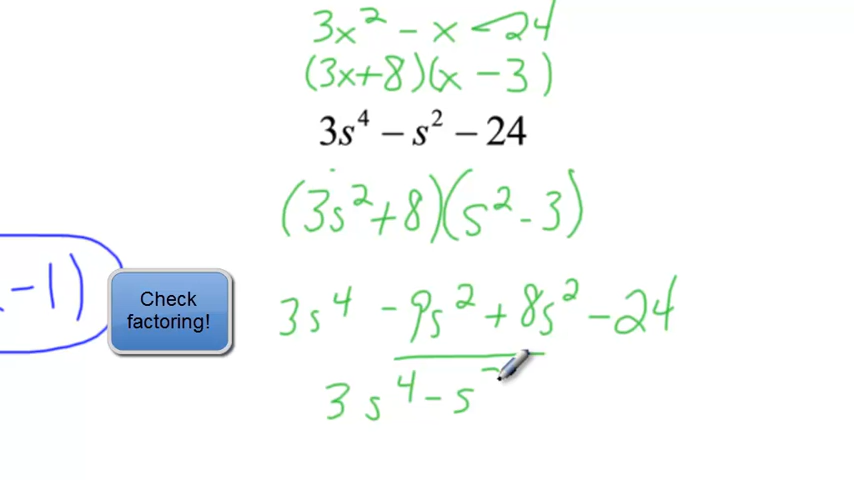 3x² - x - 24
(3x+8)(x - 3)
3s⁴ - s² - 24
(3s²+8)(s² - 3)
-1)
Check
factoring!
3s⁴ - 9s² + 8s² - 24
3s⁴ - s